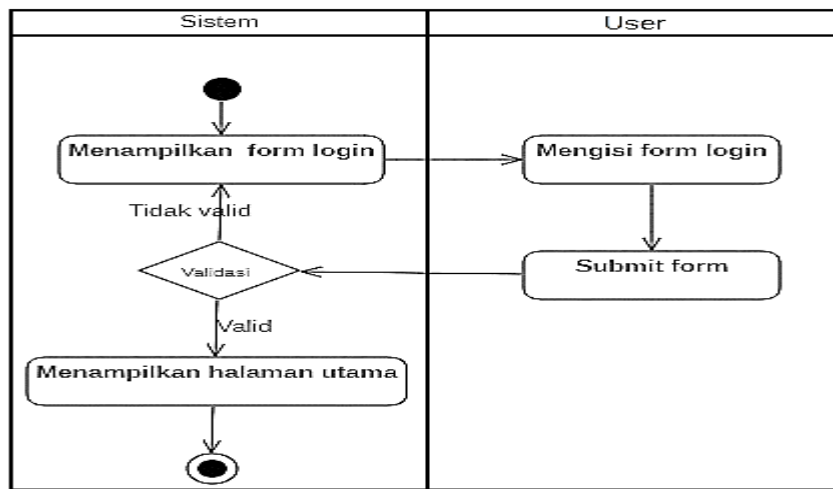 Sistem
User
Menampilkan form login
Mengisi form login
Tidak valid
Validasi
Submit form
Valid
Menampilkan halaman utama